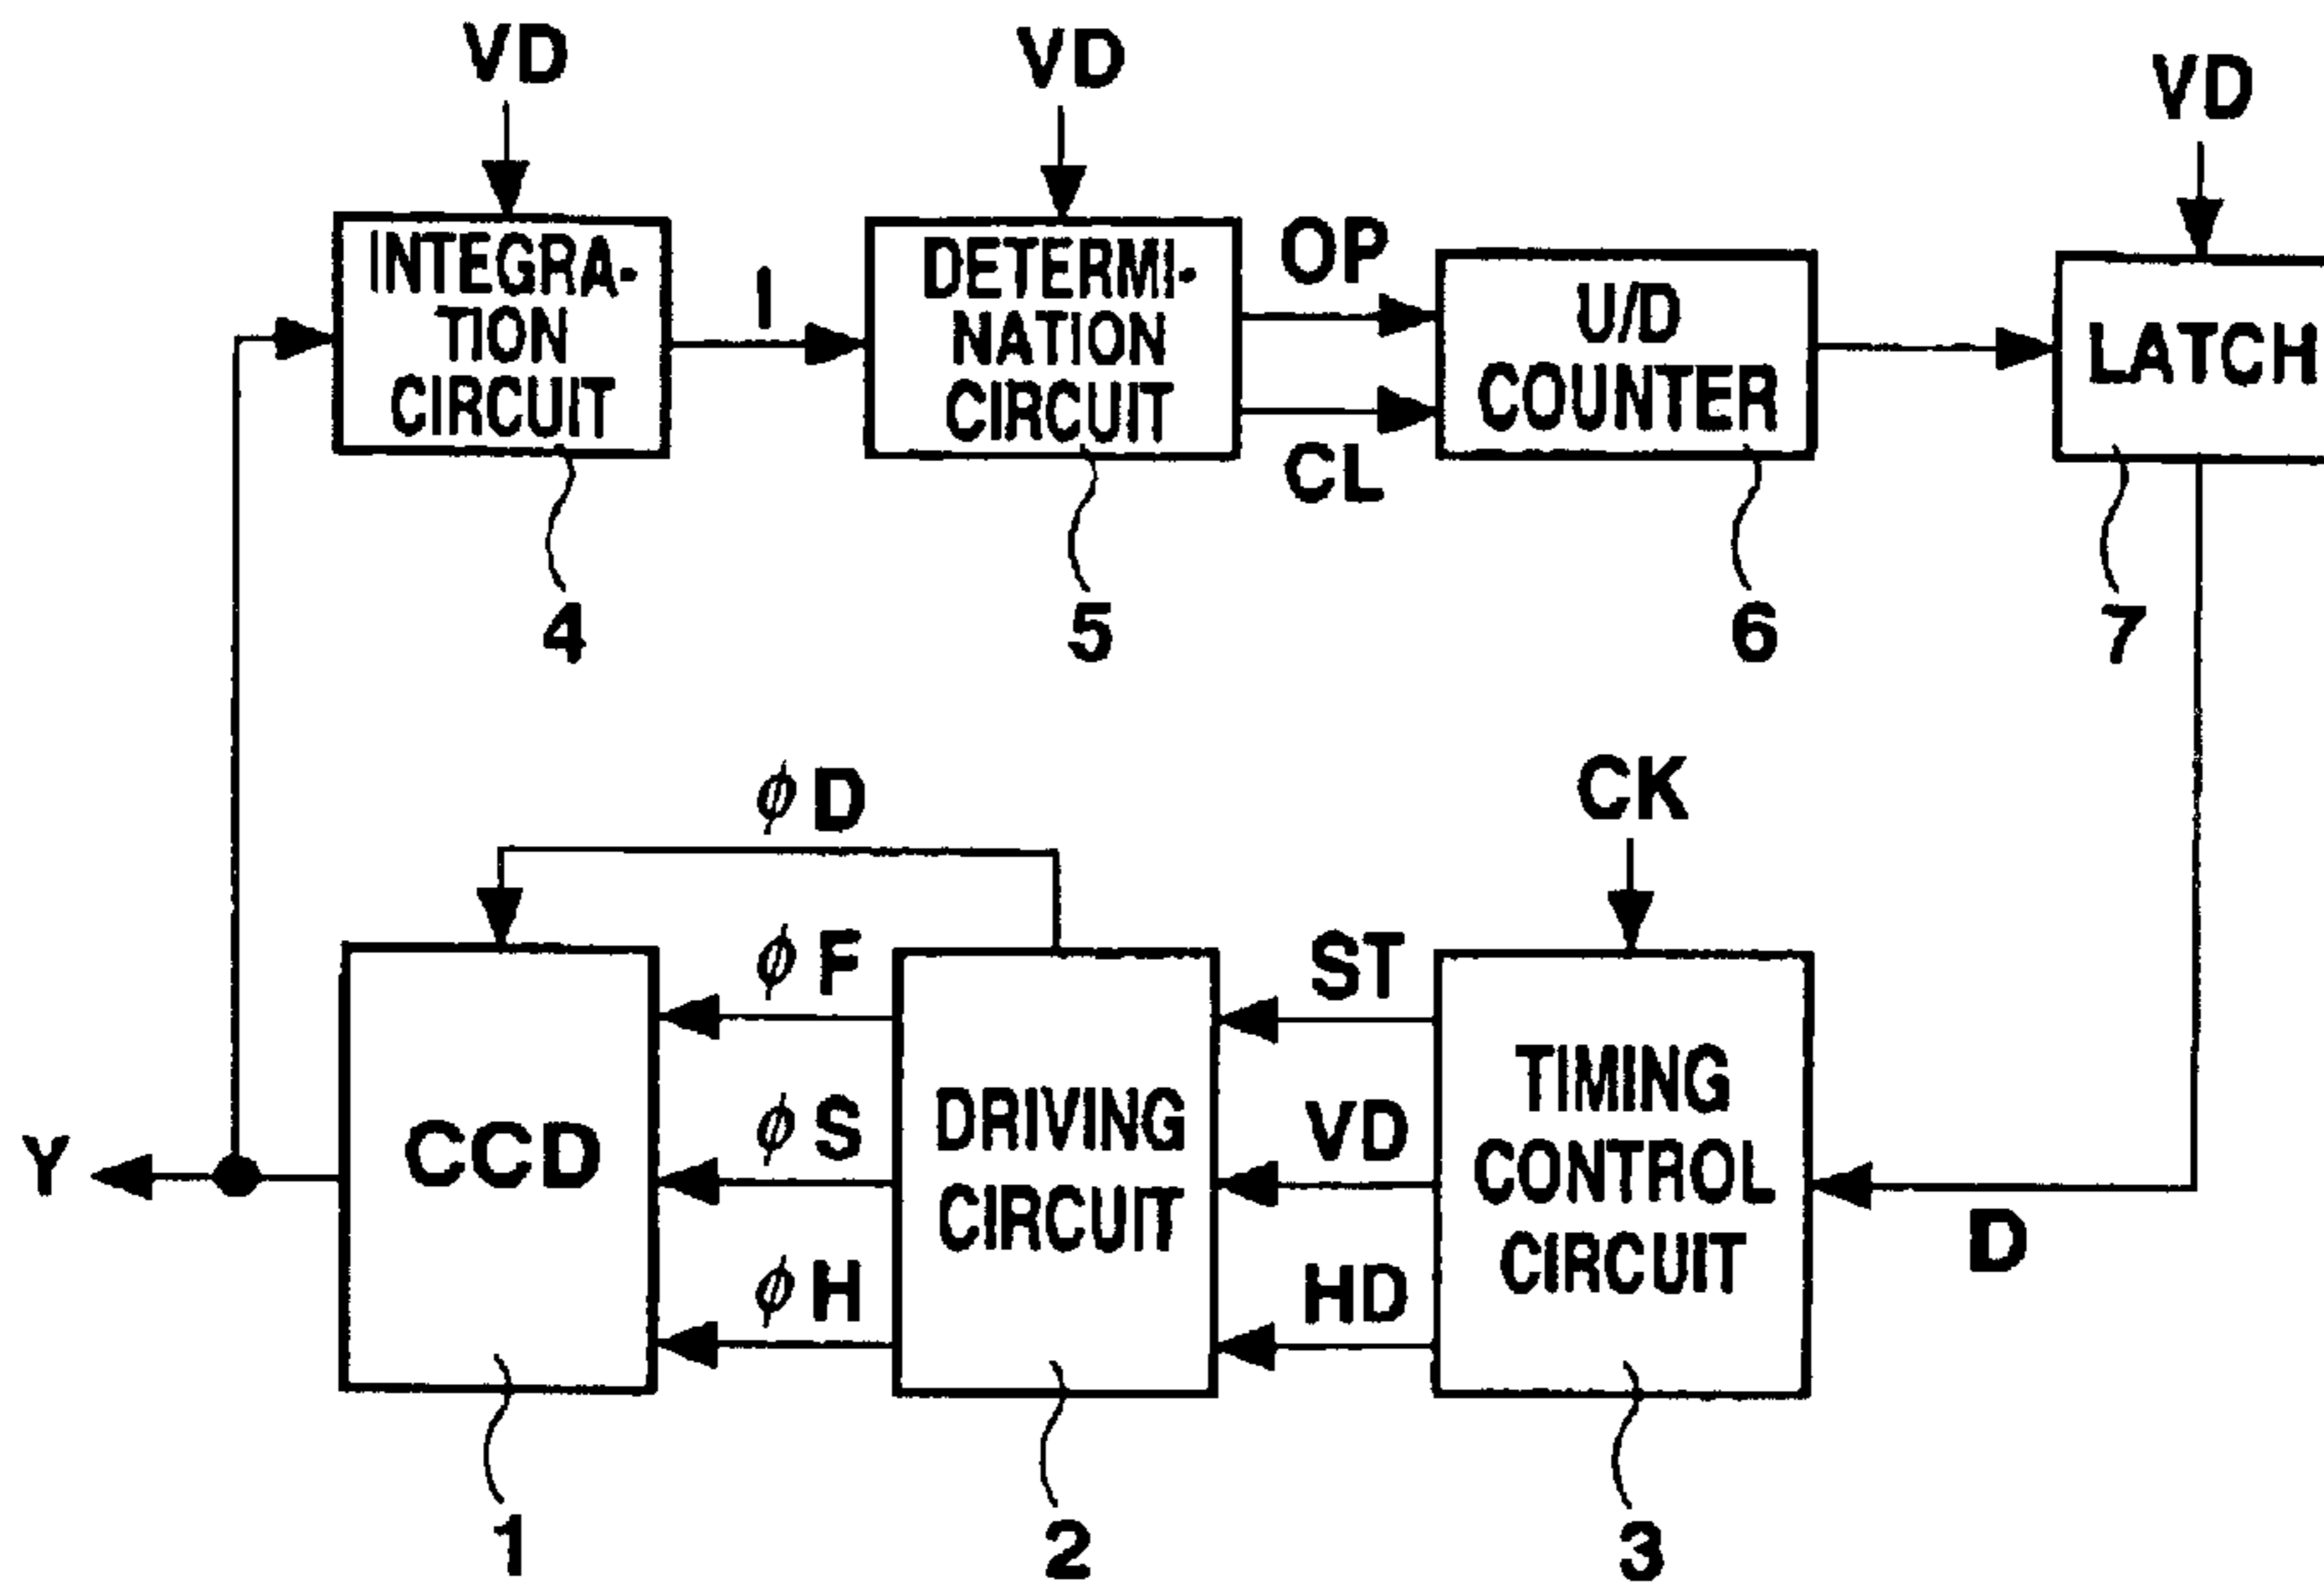 VD
VD
VD
INTEGRA-
TION
CIRCUIT
I
DETERMI-
NATION
CIRCUIT
OP
CL
U/D
COUNTER
LATCH
4
5
6
7
φD
CK
φF
φS
φH
ST
VD
HD
Y
CCD
DRIVING
CIRCUIT
TIMING
CONTROL
CIRCUIT
D
1
2
3